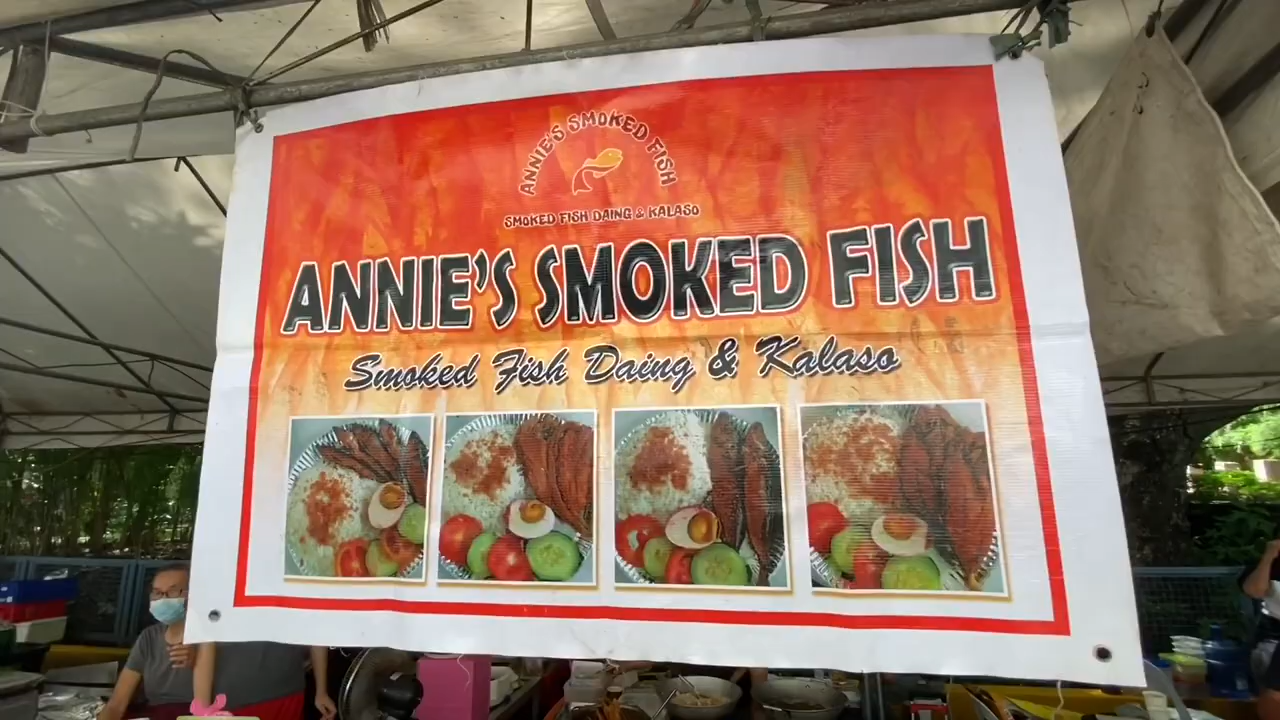 ANNIE'S SMOKED FISH
SMOKED FISH DAING & KALASO
ANNIE'S SMOKED FISH
Smoked Fish Daing & Kalaso